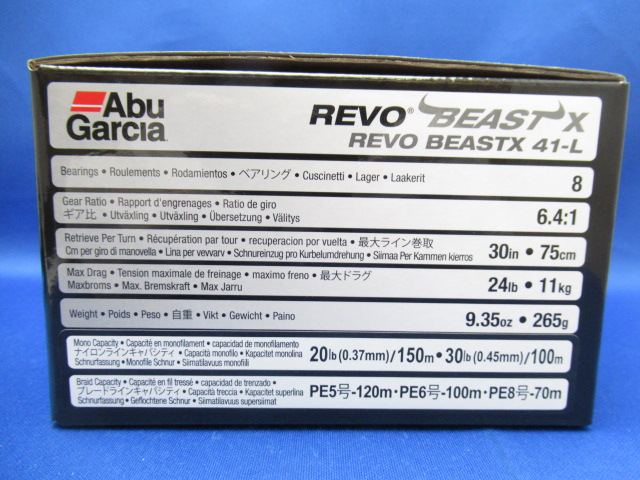 Abu
Garcia
REVO® BEAST X
REVO BEASTX 41-L
Bearings • Roulements • Rodamientos • ベアリング • Cuscinetti • Lager • Laakerit
8
Gear Ratio • Rapport d'engrenages • Ratio de giro
ギア比 • Utväxling • Utväxling • Übersetzung • Välitys
6.4:1
Retrieve Per Turn • Récupération par tour • recuperacion por vuelta • 最大ライン巻取
Cm per giro di manovella • Lina per vevvarv • Schnureinzug pro Kurbelumdrehung • Siimaa Per Kammen kierros
30in • 75cm
Max Drag • Tension maximale de freinage • maximo freno • 最大ドラグ
Maxbroms • Max. Bremskraft • Max Jarru
24lb • 11kg
Weight • Poids • Peso • 自重 • Vikt • Gewicht • Paino
9.35oz • 265g
Mono Capacity • Capacité en monofilament • capacidad de monofilamento
ナイロンラインキャパシティ • Capacità monofilo • Kapacitet monolina
Schnurfassung • Monofile Schnur • Siimatilavuus monofiili
20lb(0.37mm)/150m • 30lb(0.45mm)/100m
Braid Capacity • Capacité en fil tressé • capacidad de trenzado
ブレードラインキャパシティ • Capacità treccia • Kapacitet superlina
Schnurfassung • Geflochtene Schnur • Siimatilavuus supersiimat
PE5号-120m • PE6号-100m • PE8号-70m